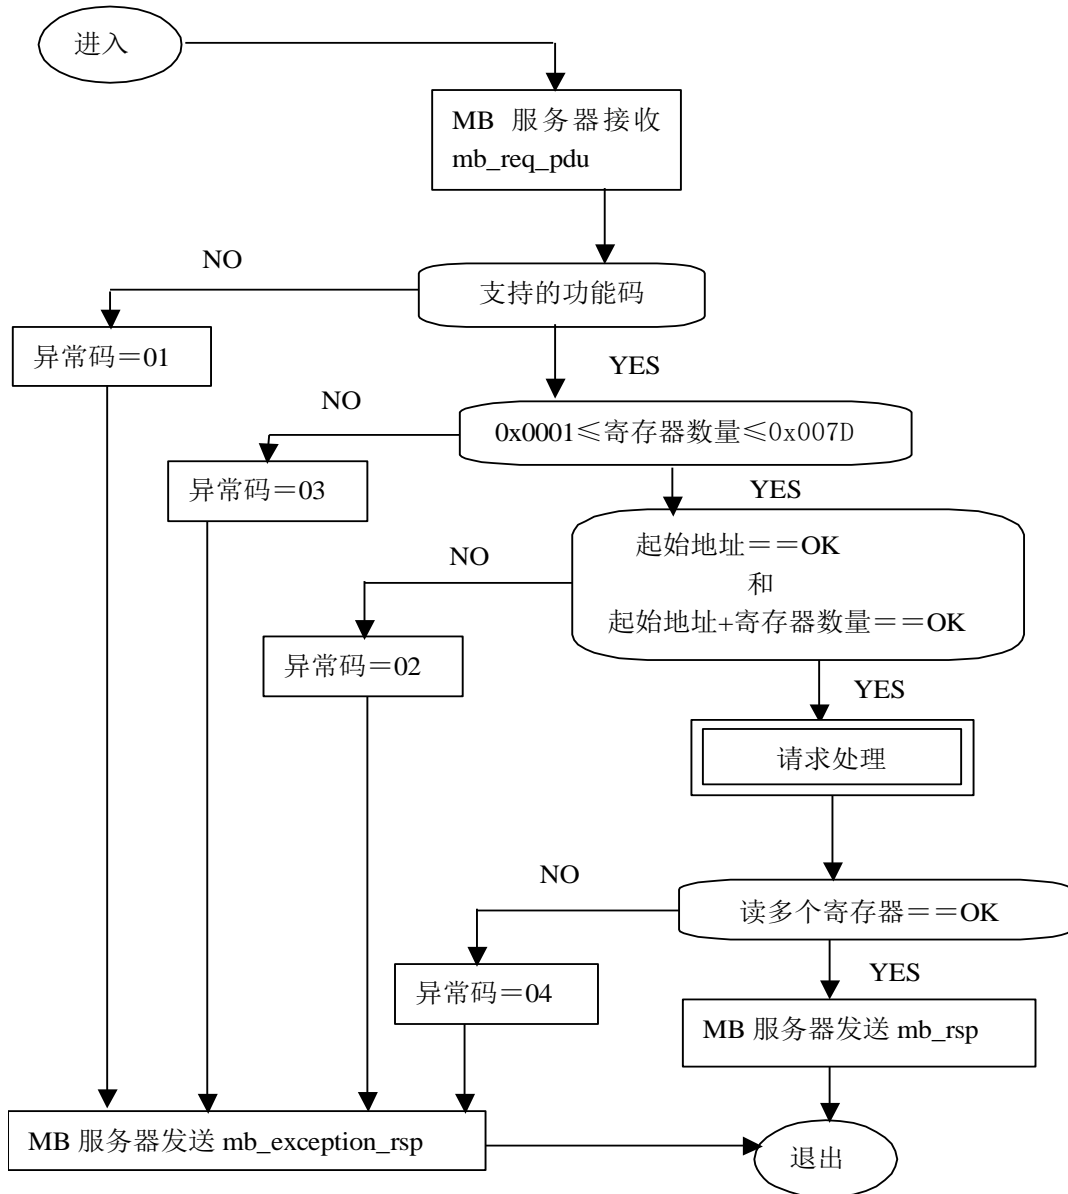 进入
MB 服务器接收
mb_req_pdu
NO
支持的功能码
异常码＝01
YES
NO
0x0001≤寄存器数量≤0x007D
异常码＝03
YES
起始地址＝＝OK
NO
和
起始地址+寄存器数量＝＝OK
异常码＝02
YES
请求处理
NO
读多个寄存器＝＝OK
YES
异常码＝04
MB 服务器发送 mb_rsp
MB 服务器发送 mb_exception_rsp
退出